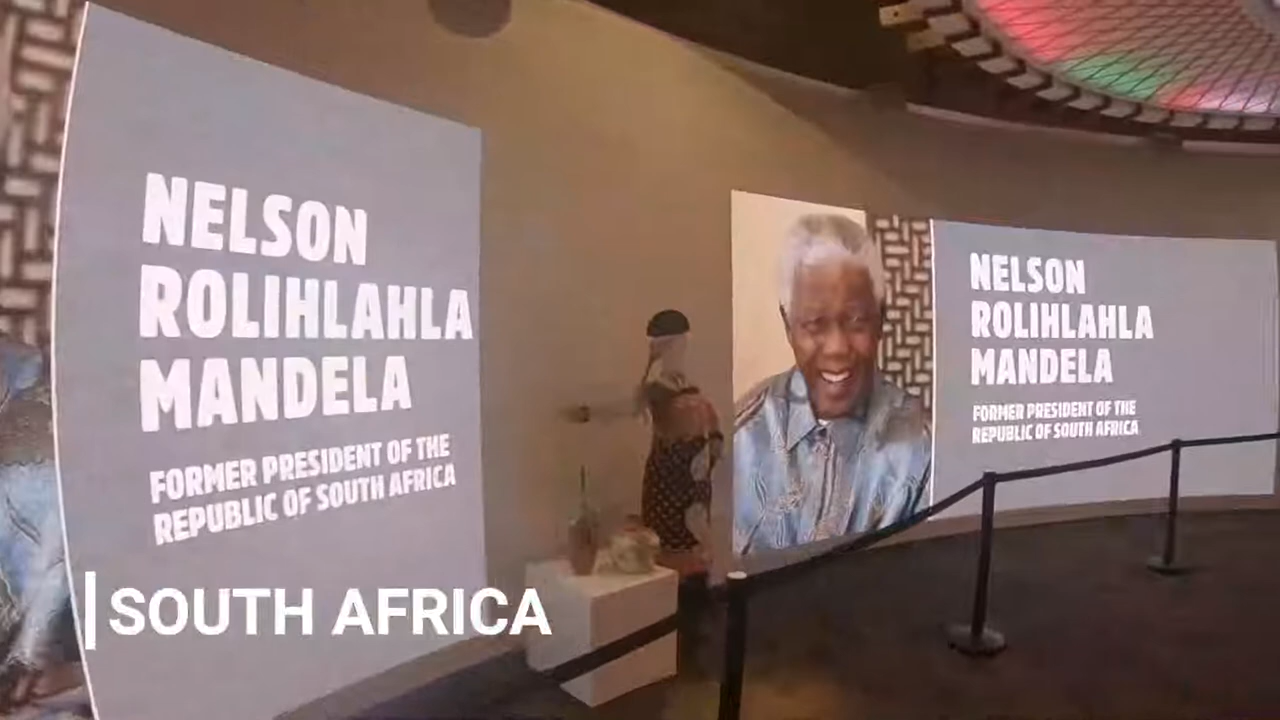 NELSON
ROLIHLAHLA
MANDELA
FORMER PRESIDENT OF THE
REPUBLIC OF SOUTH AFRICA
NELSON
ROLIHLAHLA
MANDELA
FORMER PRESIDENT OF THE
REPUBLIC OF SOUTH AFRICA
SOUTH AFRICA